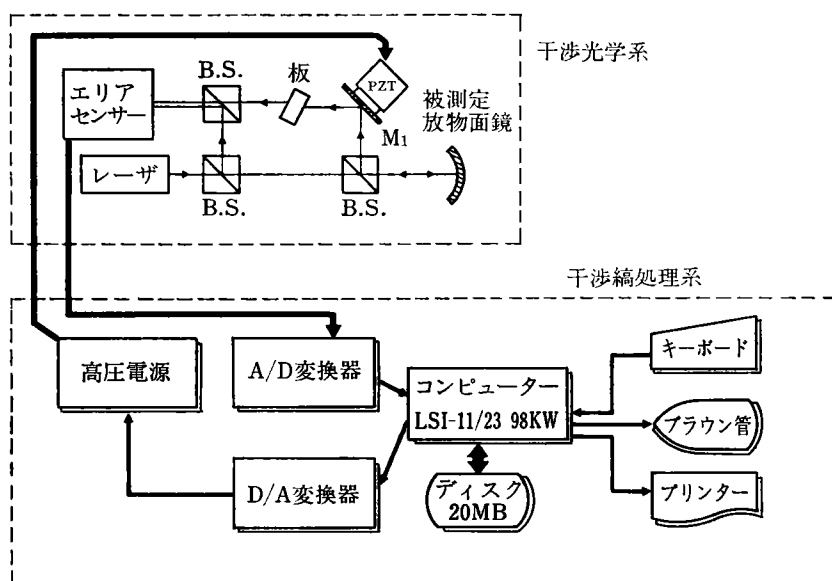 干渉光学系
PZT
B.S.
板
エリア
センサー
被測定
放物面鏡
M1
レーザ
B.S.
B.S.
干渉縞処理系
高圧電源
A/D変換器
コンピューター
LSI-11/23 98KW
キーボード
ブラウン管
D/A変換器
ディスク
20MB
プリンター